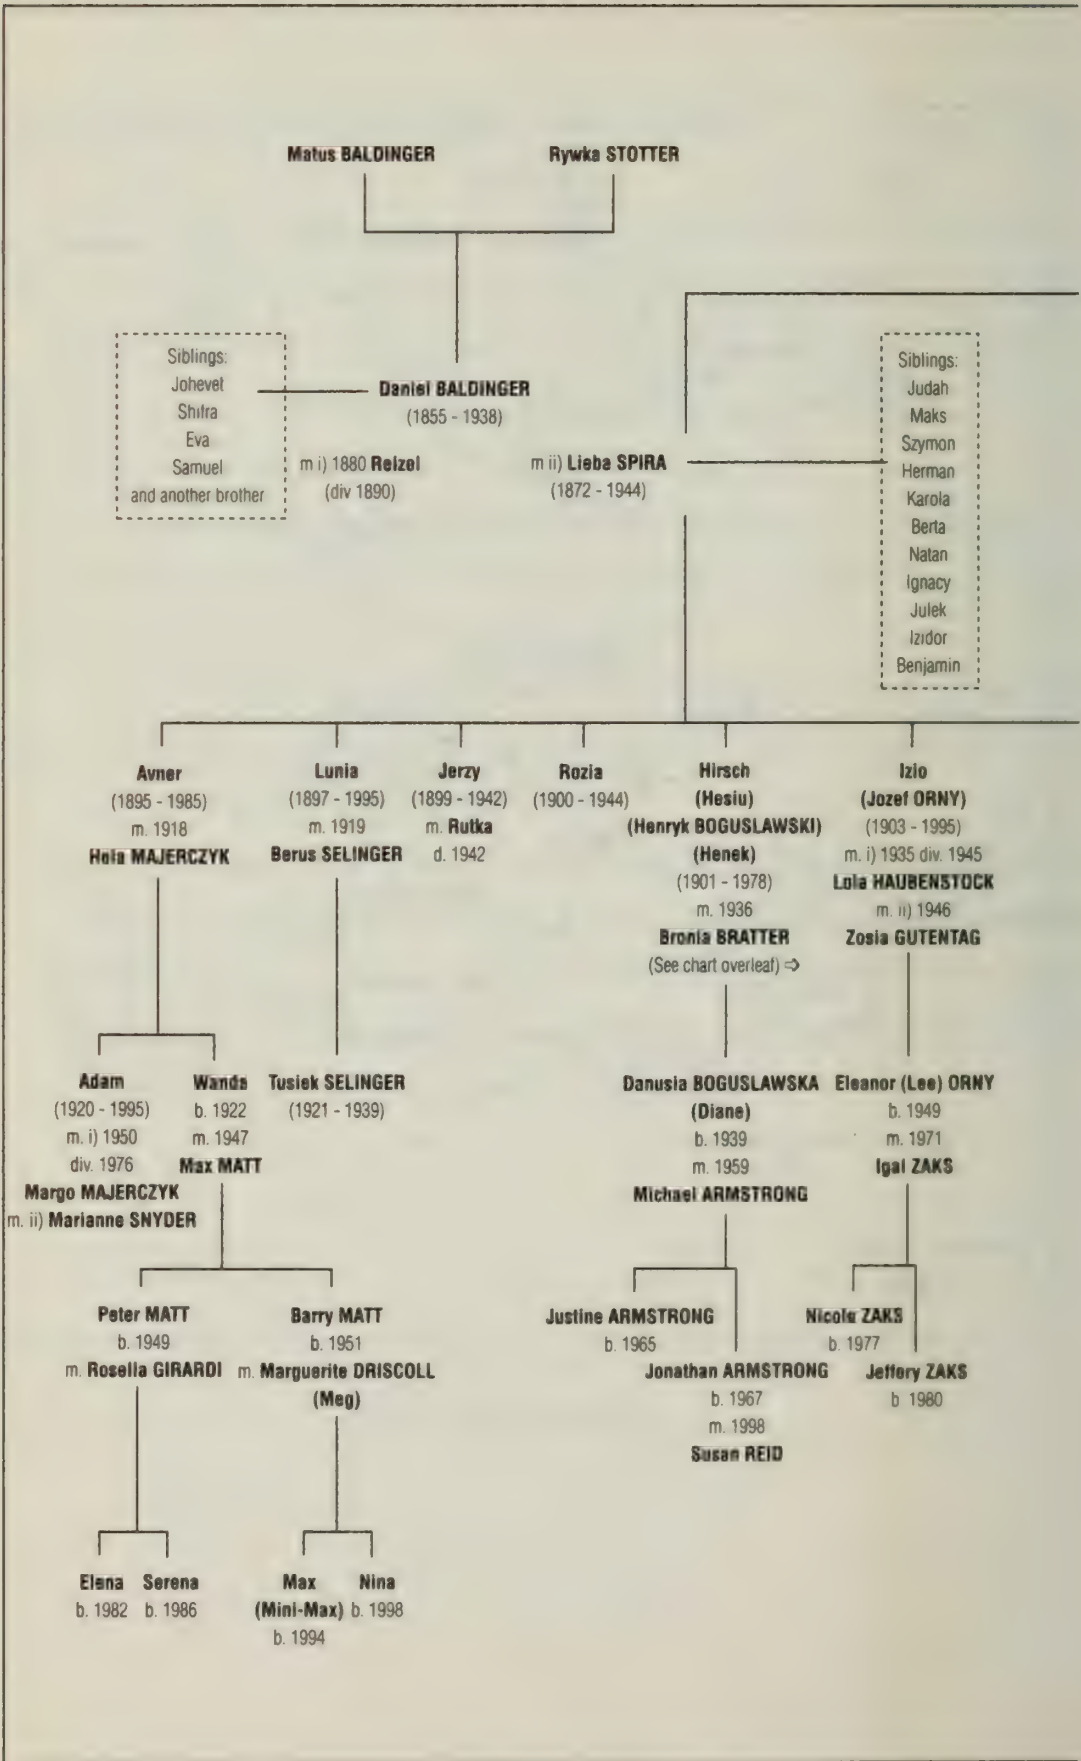 Matus BALDINGER
Rywka STOTTER
Siblings:
Johevet
Shifra
Eva
Samuel
and another brother
Daniel BALDINGER
(1855 - 1938)
m i) 1880 Reizel
(div 1890)
m ii) Lieba SPIRA
(1872 - 1944)
Siblings:
Judah
Maks
Szymon
Herman
Karola
Berta
Natan
Ignacy
Julek
Izidor
Benjamin
Avner
(1895 - 1985)
m. 1918
Hela MAJERCZYK
Lunia
(1897 - 1995)
m. 1919
Berus SELINGER
Jerzy
(1899 - 1942)
m. Rutka
d. 1942
Rozia
(1900 - 1944)
Hirsch
(Hesiu)
(Henryk BOGUSLAWSKI)
(Henek)
(1901 - 1978)
m. 1936
Bronia BRATTER
(See chart overleaf) ➩
Izio
(Jozef ORNY)
(1903 - 1995)
m. i) 1935 div. 1945
Lola HAUBENSTOCK
m. ii) 1946
Zosia GUTENTAG
Adam
(1920 - 1995)
m. i) 1950
div. 1976
Margo MAJERCZYK
m. ii) Marianne SNYDER
Wanda
b. 1922
m. 1947
Max MATT
Tusiek SELINGER
(1921 - 1939)
Danusia BOGUSLAWSKA
(Diane)
b. 1939
m. 1959
Michael ARMSTRONG
Eleanor (Lee) ORNY
b. 1949
m. 1971
Igal ZAKS
Peter MATT
b. 1949
m. Rosella GIRARDI
Barry MATT
b. 1951
m. Marguerite DRISCOLL
(Meg)
Justine ARMSTRONG
b. 1965
Jonathan ARMSTRONG
b. 1967
m. 1998
Susan REID
Nicole ZAKS
b. 1977
Jeffery ZAKS
b 1980
Elena
b. 1982
Serena
b. 1986
Max
(Mini-Max)
b. 1994
Nina
b. 1998